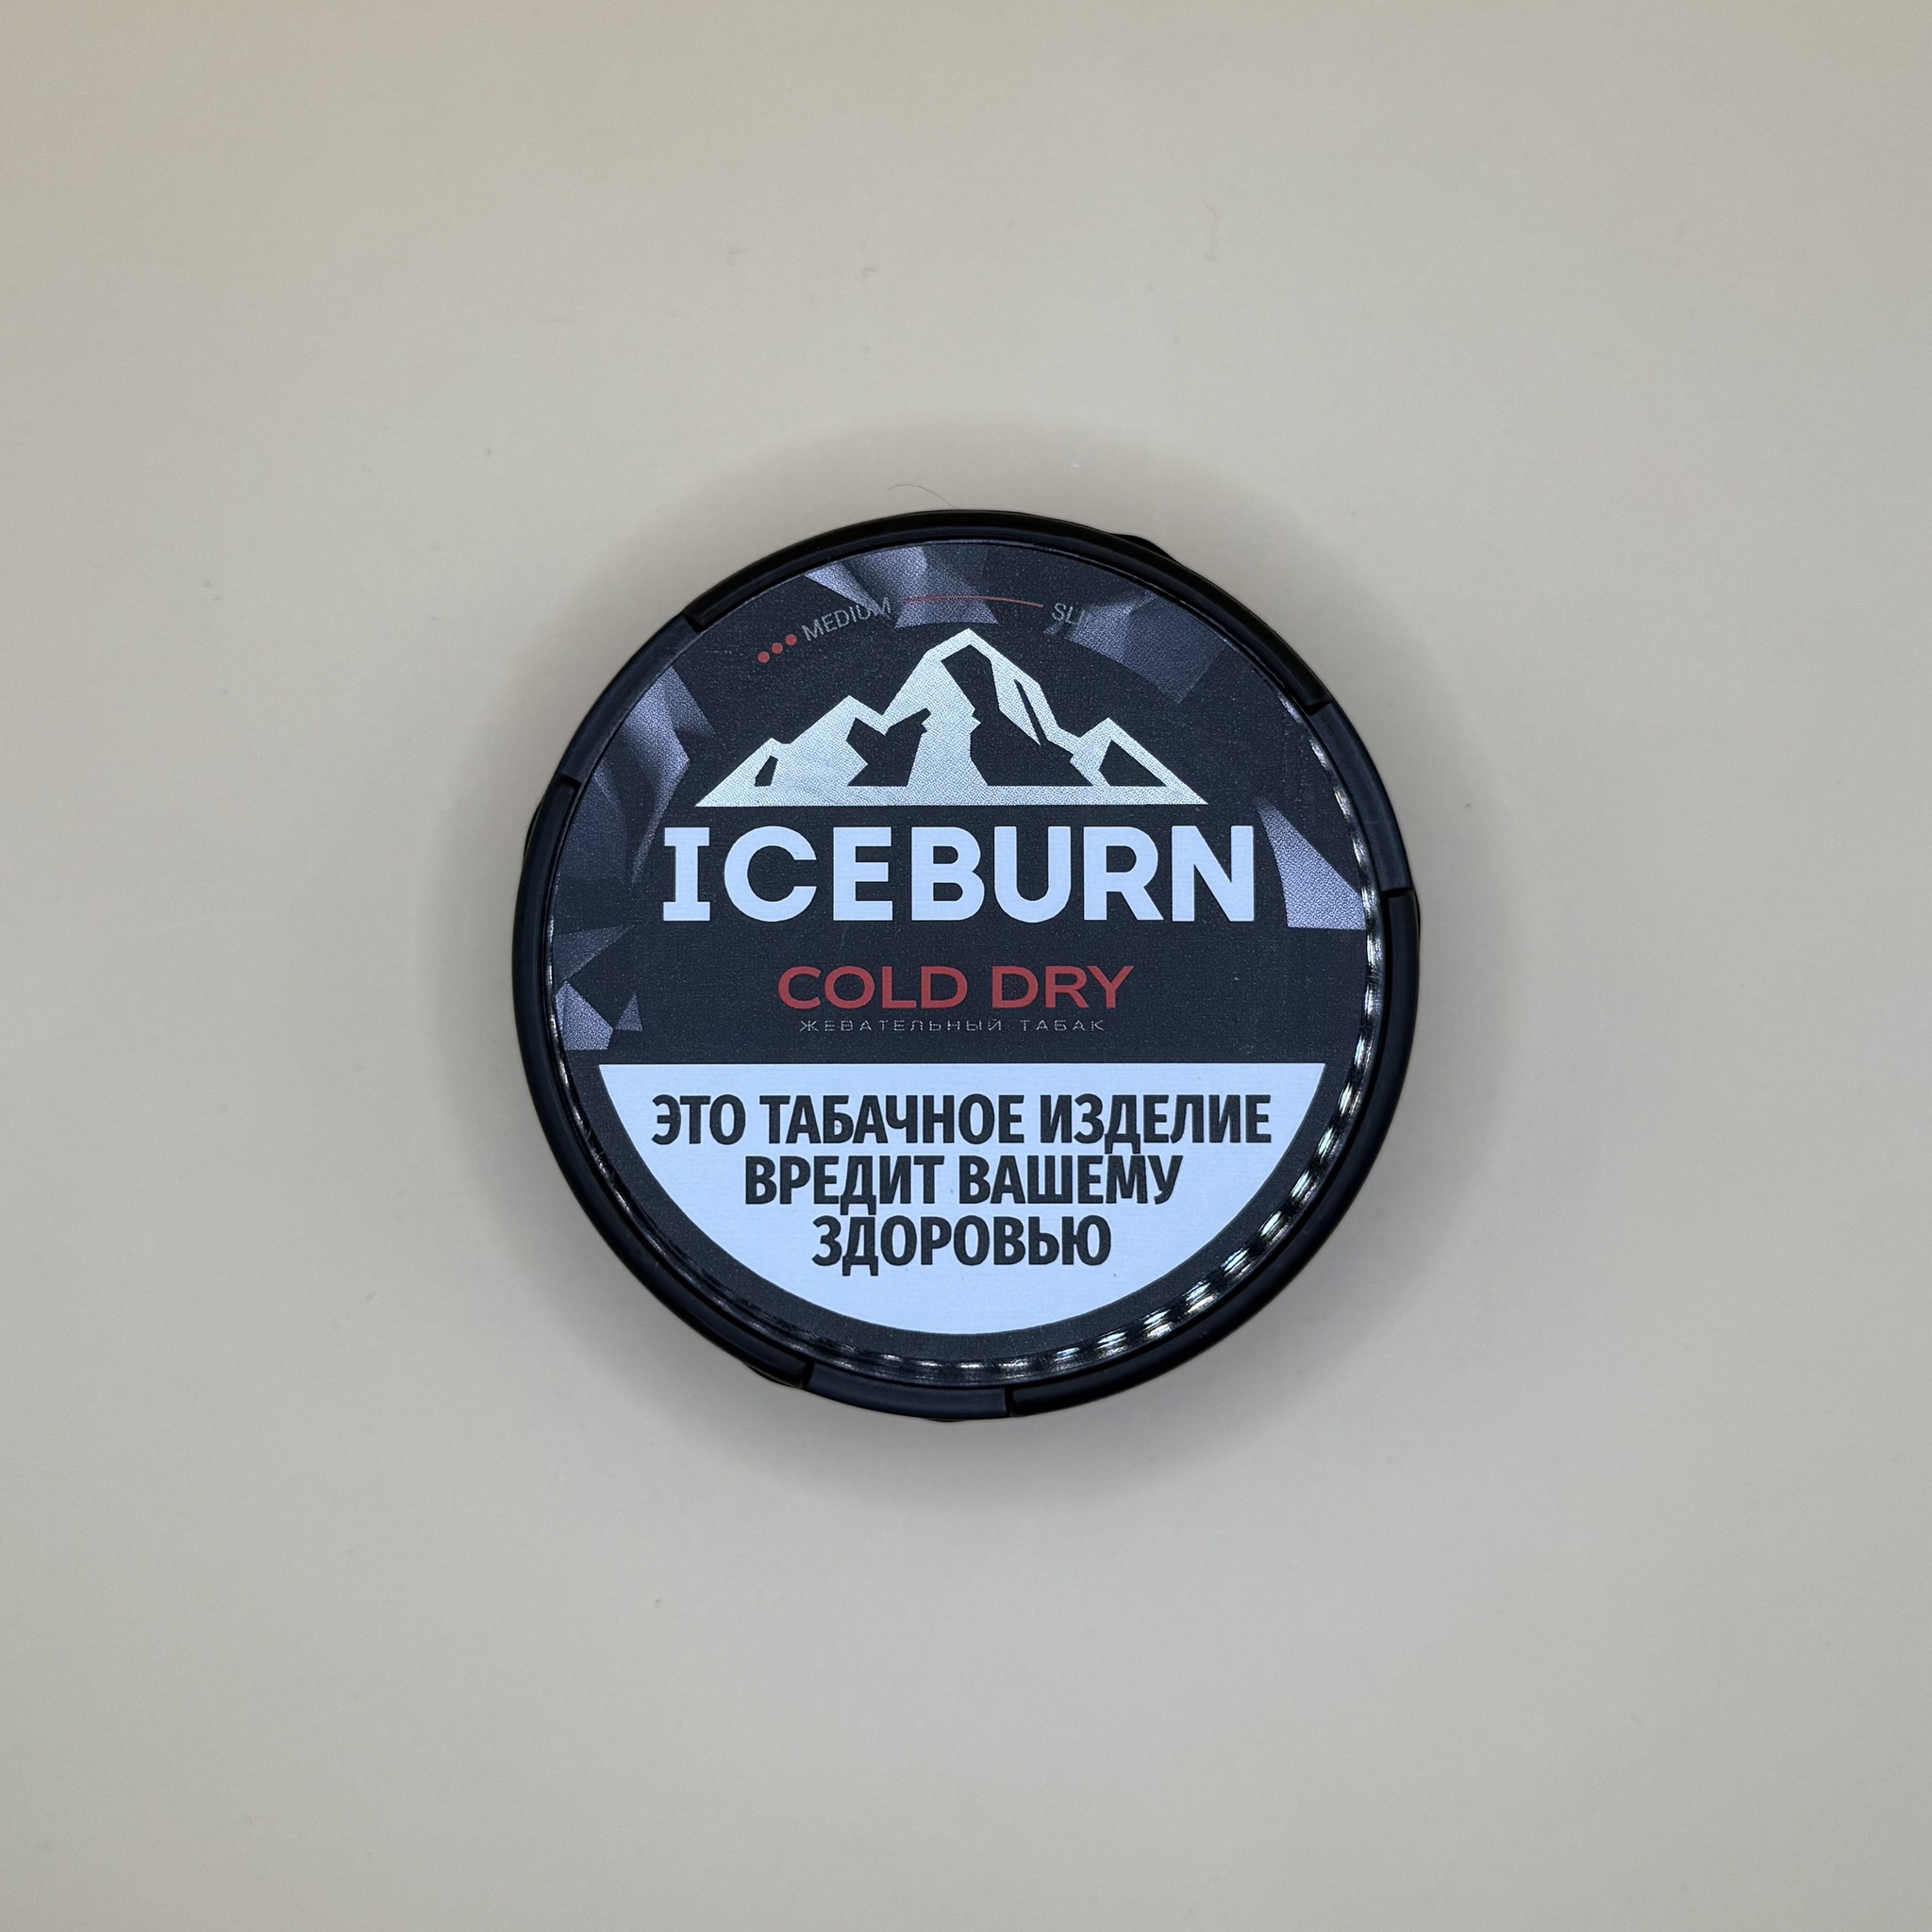 MEDIUM
ICEBURN
COLD DRY
ЖЕВАТЕЛЬНЫЙ ТАБАК
ЭТО ТАБАЧНОЕ ИЗДЕЛИЕ
ВРЕДИТ ВАШЕМУ
ЗДОРОВЬЮ